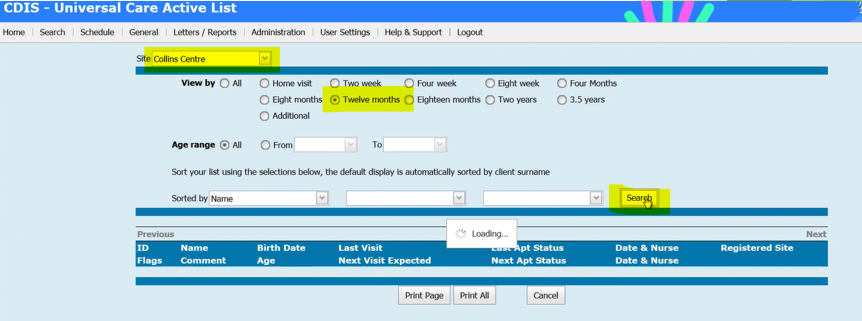 CDIS - Universal Care Active List
Home Search Schedule General Letters / Reports Administration User Settings Help & Support Logout
Site Collins Centre
View by All Home visit Two week Four week Eight week Four Months
Eight months Twelve months Eighteen months Two years 3.5 years
Additional
Age range All From To
Sort your list using the selections below, the default display is automatically sorted by client surname
Sorted by Name Search
Loading...
Previous Next
ID Name Birth Date Last Visit Last Apt Status Date & Nurse Registered Site
Flags Comment Age Next Visit Expected Next Apt Status Date & Nurse
Print Page Print All Cancel